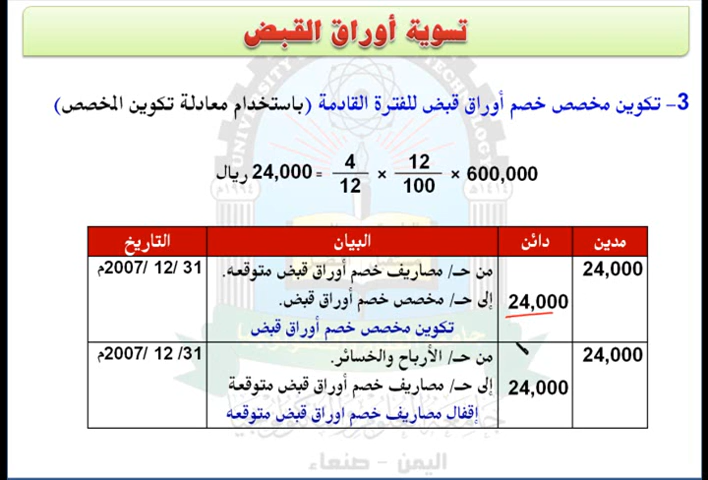 تسوية أوراق القبض
3- تكوين مخصص خصم أوراق قبض للفترة القادمة (باستخدام معادلة تكوين المخصص)
600,000 × 12/100 × 4/12 = 24,000 ريال
مدين دائن البيان التاريخ
24,000 من حـ/ مصاريف خصم أوراق قبض متوقعه. 31/ 12/ 2007م
24,000 إلى حـ/ مخصص خصم أوراق قبض.
تكوين مخصص خصم أوراق قبض
24,000 من حـ/ الأرباح والخسائر. 31/ 12/ 2007م
24,000 إلى حـ/ مصاريف خصم أوراق قبض متوقعة
إقفال مصاريف خصم اوراق قبض متوقعه
اليمن - صنعاء